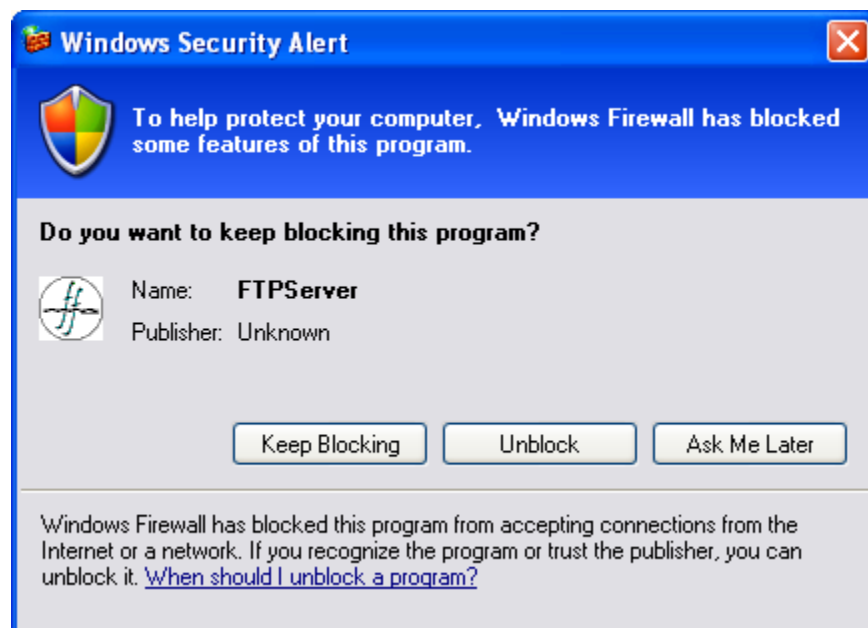 Windows Security Alert
To help protect your computer, Windows Firewall has blocked
some features of this program.
Do you want to keep blocking this program?
Name: FTPServer
Publisher: Unknown
Keep Blocking Unblock Ask Me Later
Windows Firewall has blocked this program from accepting connections from the
Internet or a network. If you recognize the program or trust the publisher, you can
unblock it. When should I unblock a program?